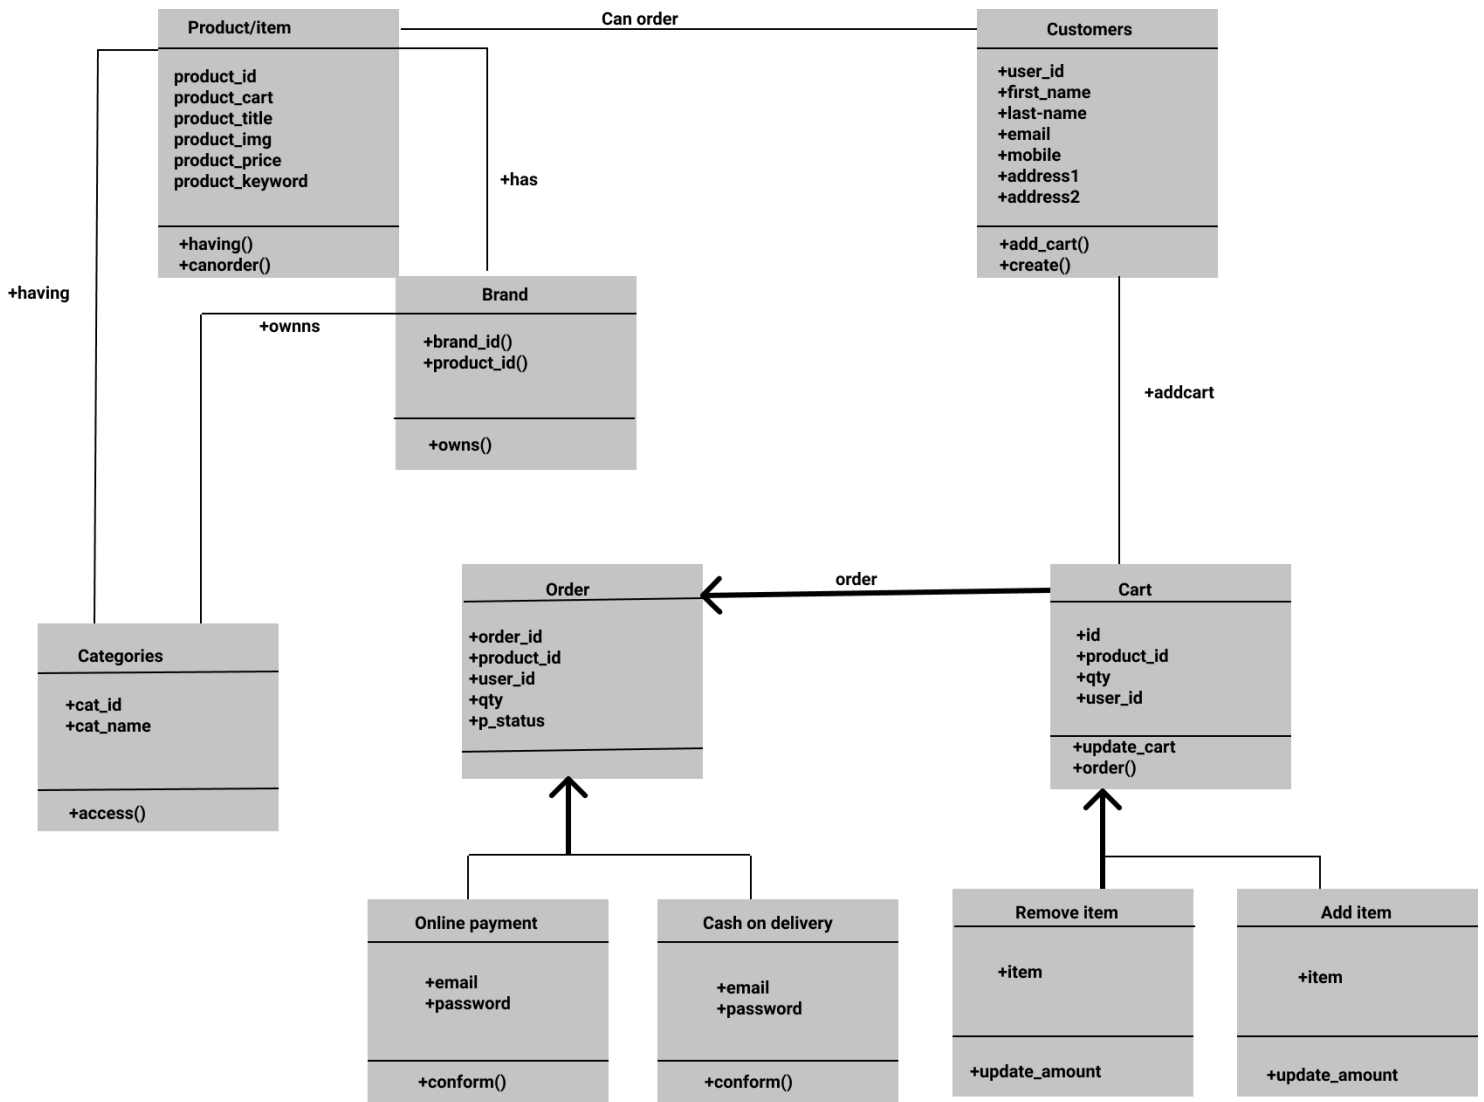 Product/item
product_id
product_cart
product_title
product_img
product_price
product_keyword
+having()
+canorder()
Can order
Customers
+user_id
+first_name
+last-name
+email
+mobile
+address1
+address2
+add_cart()
+create()
+has
+having
Brand
+brand_id()
+product_id()
+owns()
+ownns
+addcart
Categories
+cat_id
+cat_name
+access()
Order
+order_id
+product_id
+user_id
+qty
+p_status
order
Cart
+id
+product_id
+qty
+user_id
+update_cart
+order()
Online payment
+email
+password
+conform()
Cash on delivery
+email
+password
+conform()
Remove item
+item
+update_amount
Add item
+item
+update_amount